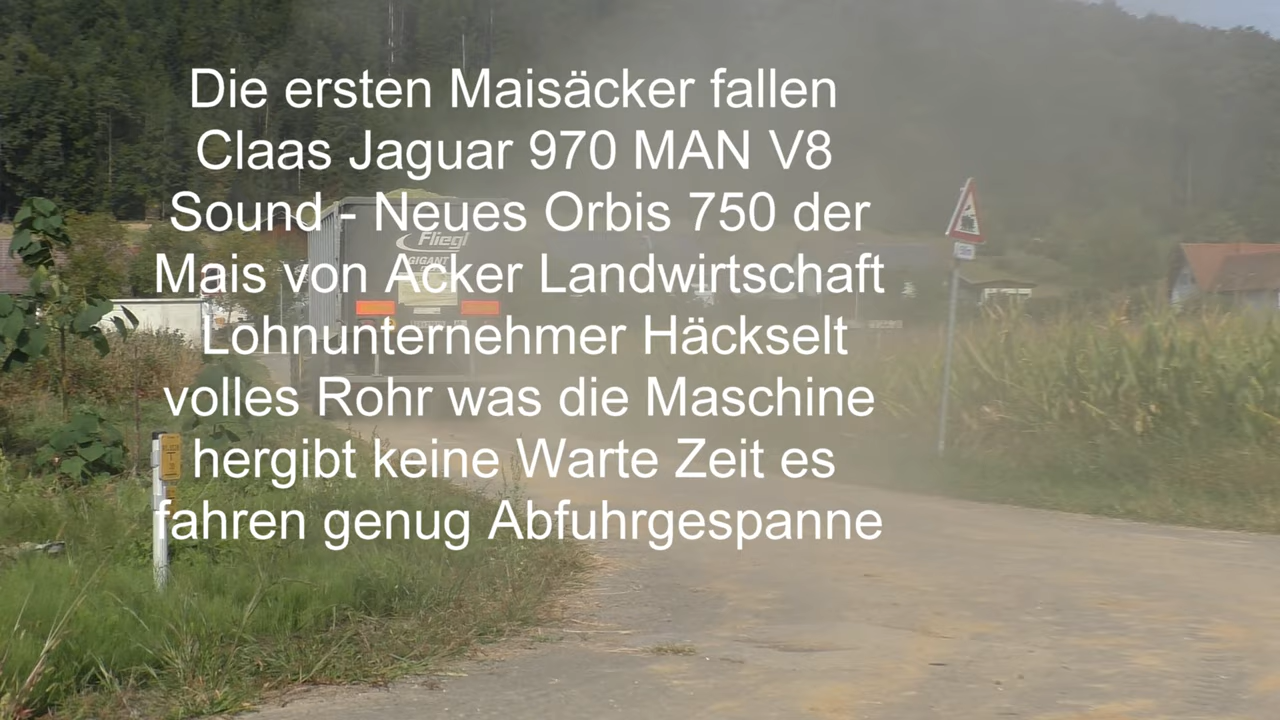 Die ersten Maisäcker fallen
Claas Jaguar 970 MAN V8
Sound - Neues Orbis 750 der
Mais von Acker Landwirtschaft
Lohnunternehmer Häckselt
volles Rohr was die Maschine
hergibt keine Warte Zeit es
fahren genug Abfuhrgespanne
Fliegl
GIGANT